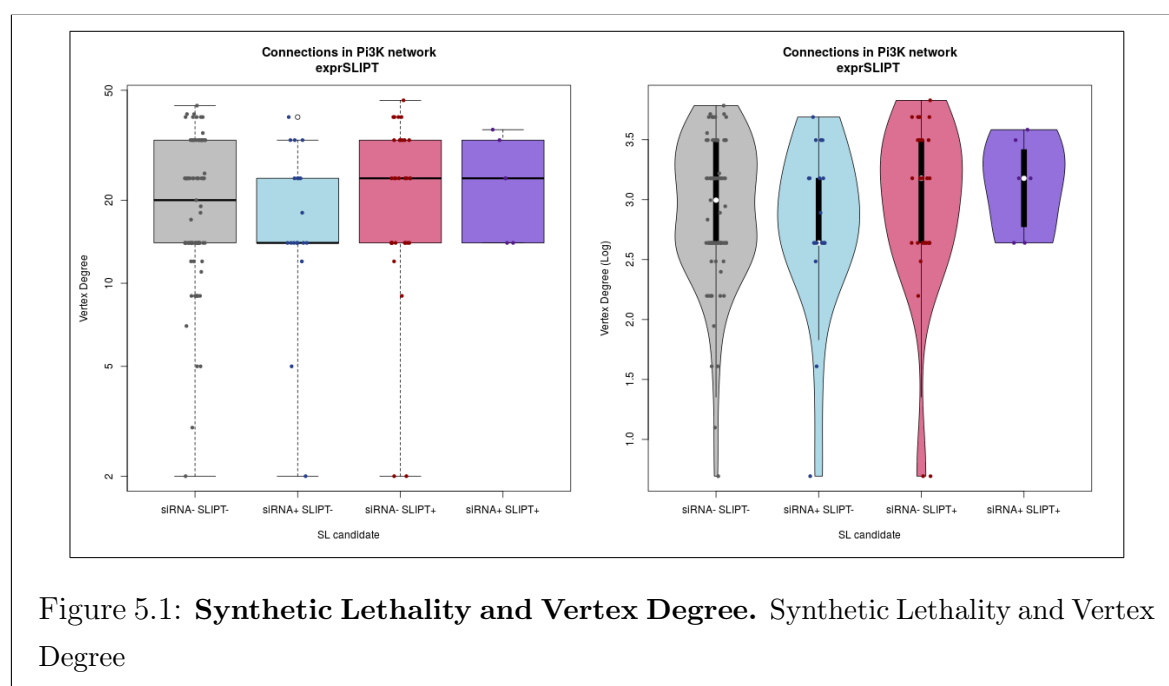 Connections in Pi3K network
exprSLIPT
Vertex Degree
50
20
10
5
2
siRNA- SLIPT-
siRNA+ SLIPT-
siRNA- SLIPT+
siRNA+ SLIPT+
SL candidate
Connections in Pi3K network
exprSLIPT
Vertex Degree (Log)
3.5
3.0
2.5
2.0
1.5
1.0
siRNA- SLIPT-
siRNA+ SLIPT-
siRNA- SLIPT+
siRNA+ SLIPT+
SL candidate
Figure 5.1: Synthetic Lethality and Vertex Degree. Synthetic Lethality and Vertex
Degree